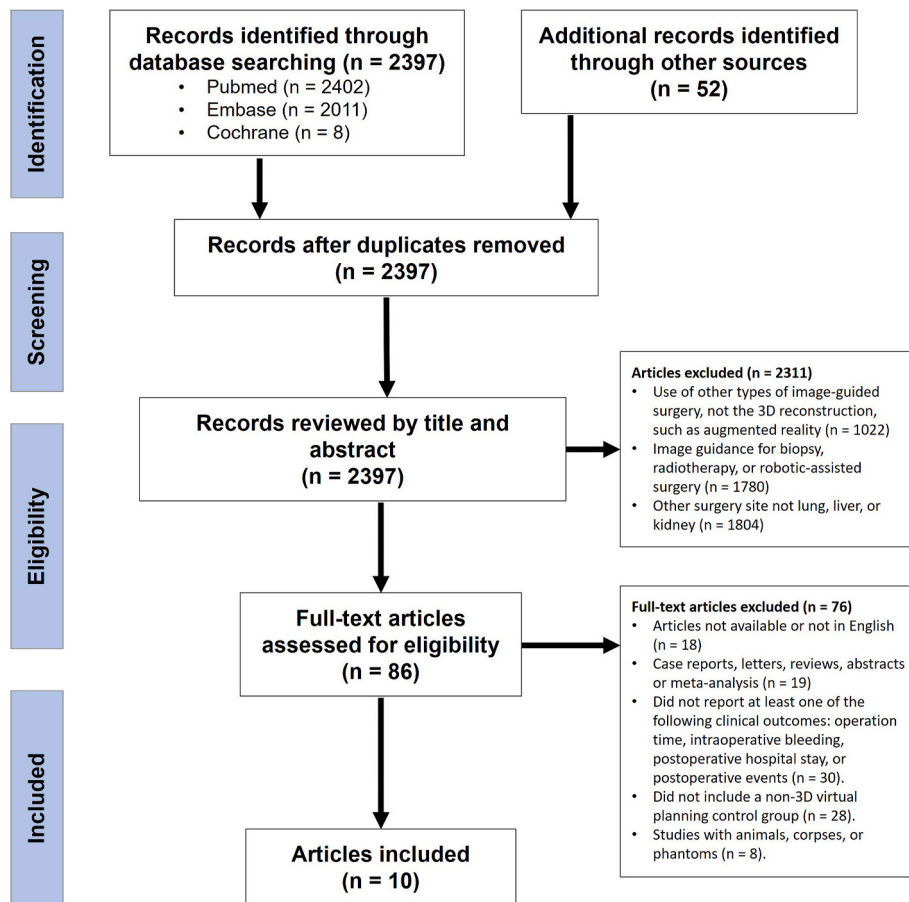 Identification
Records identified through
database searching (n = 2397)
• Pubmed (n = 2402)
• Embase (n = 2011)
• Cochrane (n = 8)
Additional records identified
through other sources
(n = 52)
Screening
Records after duplicates removed
(n = 2397)
Eligibility
Records reviewed by title and
abstract
(n = 2397)
Articles excluded (n = 2311)
• Use of other types of image-guided
surgery, not the 3D reconstruction,
such as augmented reality (n = 1022)
• Image guidance for biopsy,
radiotherapy, or robotic-assisted
surgery (n = 1780)
• Other surgery site not lung, liver, or
kidney (n = 1804)
Full-text articles
assessed for eligibility
(n = 86)
Full-text articles excluded (n = 76)
• Articles not available or not in English
(n = 18)
• Case reports, letters, reviews, abstracts
or meta-analysis (n = 19)
• Did not report at least one of the
following clinical outcomes: operation
time, intraoperative bleeding,
postoperative hospital stay, or
postoperative events (n = 30).
• Did not include a non-3D virtual
planning control group (n = 28).
• Studies with animals, corpses, or
phantoms (n = 8).
Included
Articles included
(n = 10)